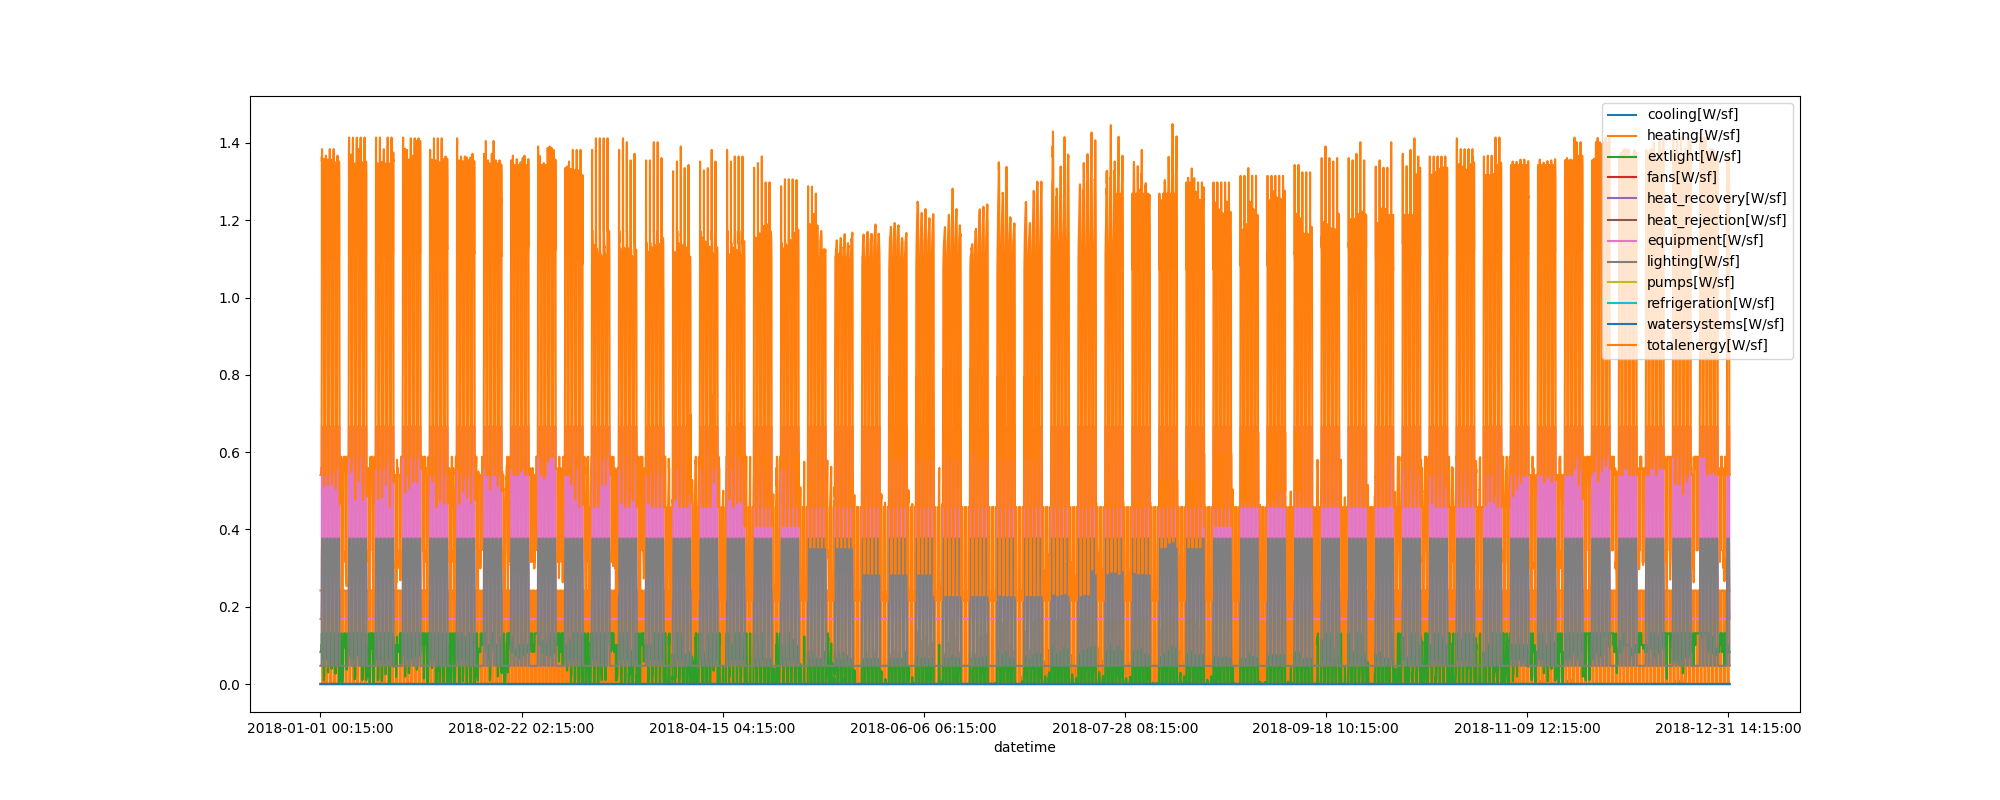 1.4
1.2
1.0
0.8
0.6
0.4
0.2
0.0
cooling[W/sf]
heating[W/sf]
extlight[W/sf]
fans[W/sf]
heat_recovery[W/sf]
heat_rejection[W/sf]
equipment[W/sf]
lighting[W/sf]
pumps[W/sf]
refrigeration[W/sf]
watersystems[W/sf]
totalenergy[W/sf]
2018-01-01 00:15:00 2018-02-22 02:15:00 2018-04-15 04:15:00 2018-06-06 06:15:00 2018-07-28 08:15:00 2018-09-18 10:15:00 2018-11-09 12:15:00 2018-12-31 14:15:00
datetime